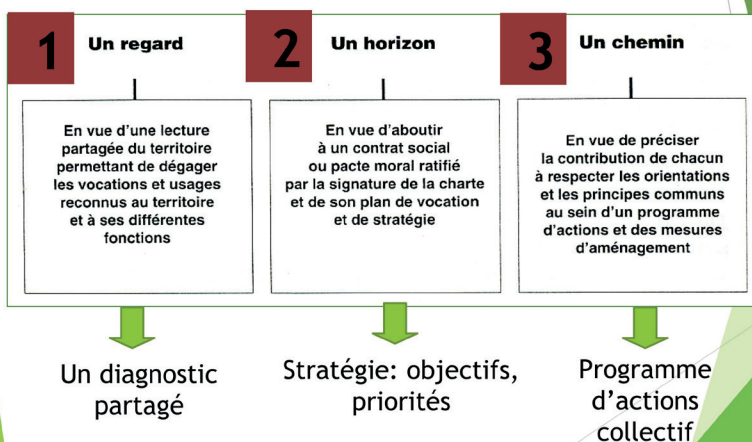 1
Un regard
En vue d'une lecture
partagée du territoire
permettant de dégager
les vocations et usages
reconnus au territoire
et à ses différentes
fonctions
Un diagnostic
partagé
2
Un horizon
En vue d'aboutir
à un contrat social
ou pacte moral ratifié
par la signature de la charte
et de son plan de vocation
et de stratégie
Stratégie: objectifs,
priorités
3
Un chemin
En vue de préciser
la contribution de chacun
à respecter les orientations
et les principes communs
au sein d'un programme
d'actions et des mesures
d'aménagement
Programme
d'actions
collectif